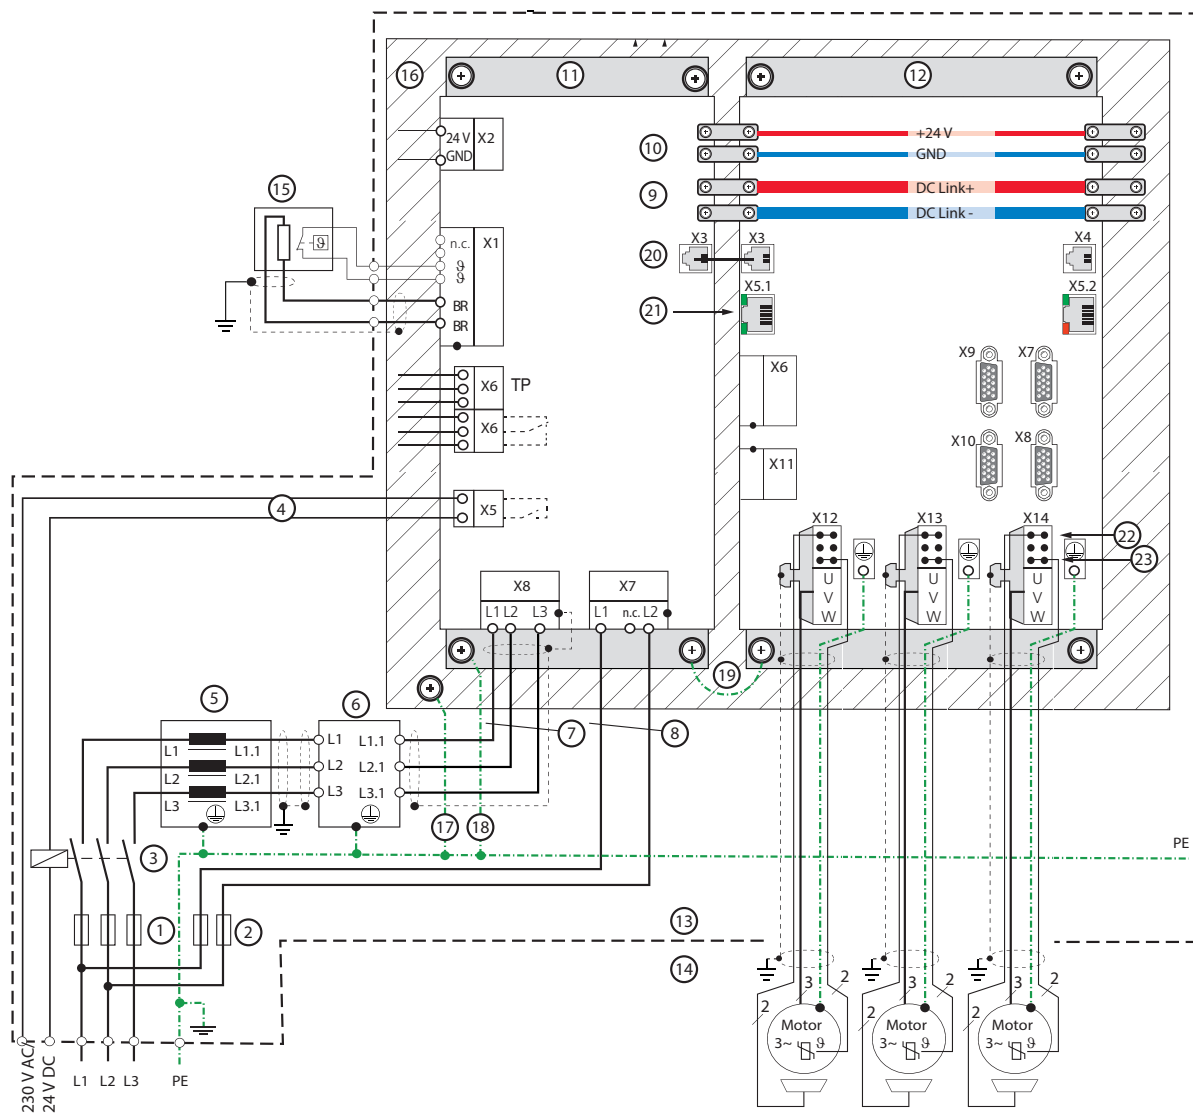 16
11
12
24 V
X2
GND
+24 V
GND
10
DC Link+
9
DC Link -
15
n.c.
X1
ϑ
ϑ
ϑ
BR
BR
X3
X3
X4
20
X5.1
X5.2
21
X9
X7
X6
TP
X6
X6
X10
X8
X11
4
X5
X12
X13
X14
22
23
U
V
W
U
V
W
U
V
W
X8
X7
L1
L2
L3
L1
n.c.
L2
19
5
6
7
8
L1
L1.1
L1
L1.1
L2
L2.1
L2
L2.1
L3
L3.1
L3
L3.1
17
18
3
PE
1
2
13
14
3
2
3
2
3
2
2
2
2
Motor
3~
ϑ
Motor
3~
ϑ
Motor
3~
ϑ
230 V AC/
24 V DC
L1
L2
L3
PE